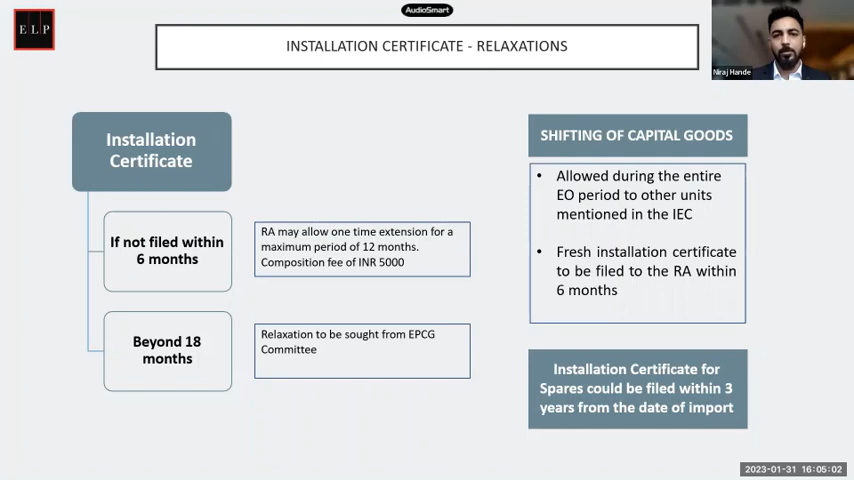 AudioSmart
ELP
INSTALLATION CERTIFICATE - RELAXATIONS
Niraj Hande
Installation
Certificate
If not filed within
6 months
RA may allow one time extension for a
maximum period of 12 months.
Composition fee of INR 5000
Beyond 18
months
Relaxation to be sought from EPCG
Committee
SHIFTING OF CAPITAL GOODS
• Allowed during the entire
EO period to other units
mentioned in the IEC
• Fresh installation certificate
to be filed to the RA within
6 months
Installation Certificate for
Spares could be filed within 3
years from the date of import
2023-01-31 16:05:02